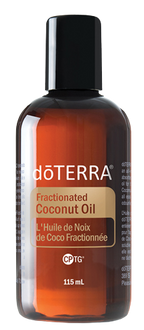 dōTERRA®
Fractionated
Coconut Oil
L'Huile de Noix
de Coco Fractionnée
CPTG®
115 mL